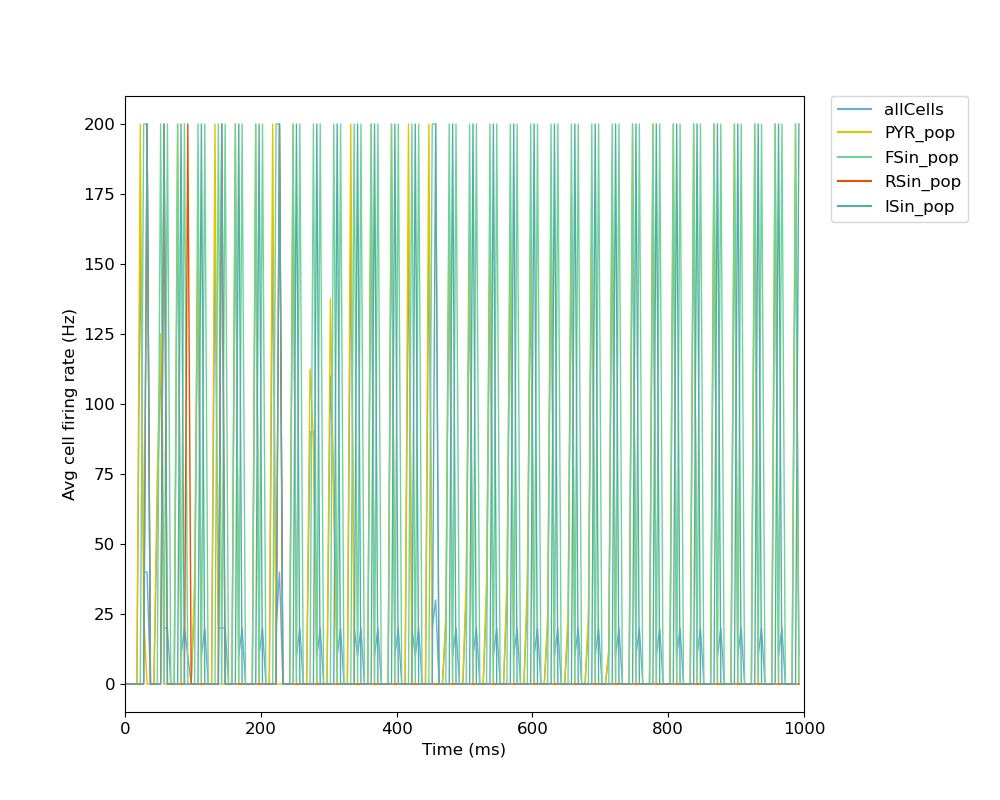 Avg cell firing rate (Hz)
200
175
150
125
100
75
50
25
0
0 200 400 600 800 1000
Time (ms)
allCells
PYR_pop
FSin_pop
RSin_pop
ISin_pop